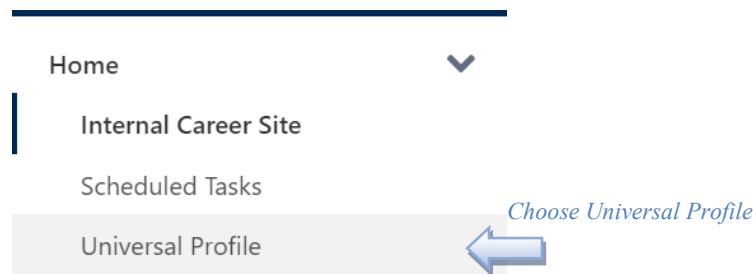 Home
Internal Career Site
Scheduled Tasks
Choose Universal Profile
Universal Profile